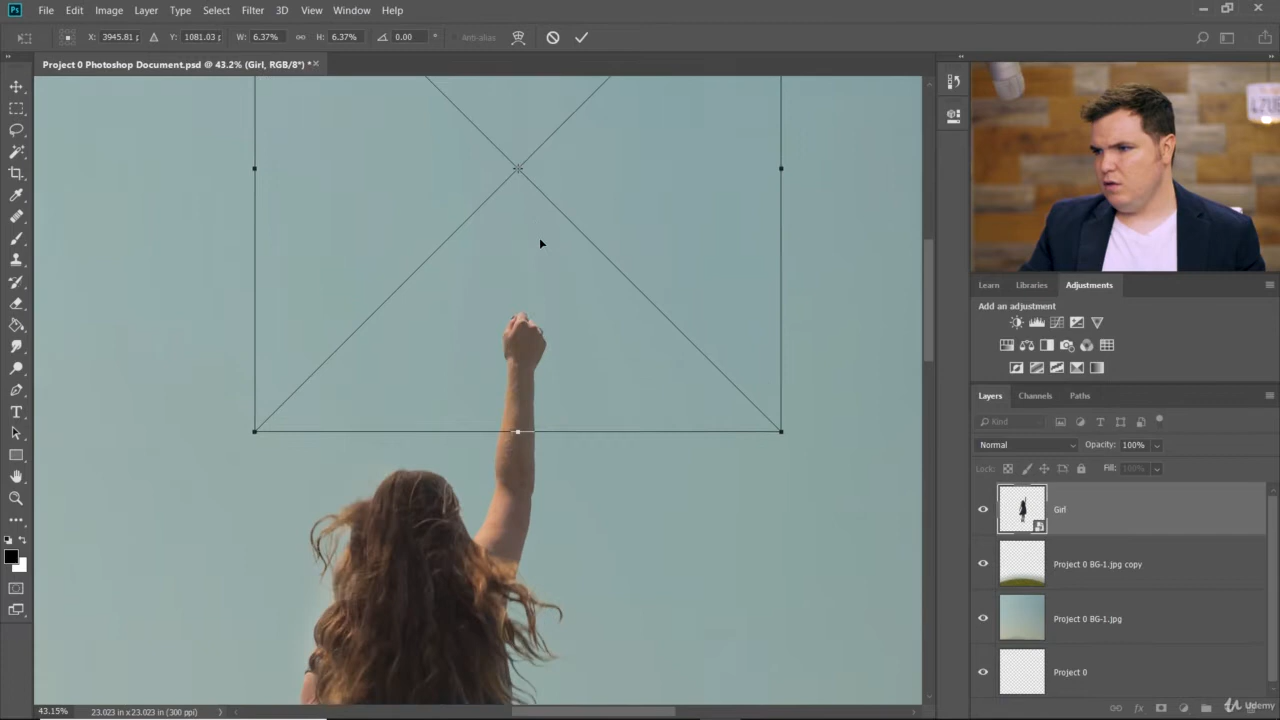 Ps File Edit Image Layer Type Select Filter 3D View Window Help
X: 3945.81 p Y: 1081.03 p W: 6.37% H: 6.37% 0.00 ° Anti-alias
Project 0 Photoshop Document.psd @ 43.2% (Girl, RGB/8*) *
Learn Libraries Adjustments
Add an adjustment
Layers Channels Paths
Kind
Normal Opacity: 100%
Lock: Fill: 100%
Girl
Project 0 BG-1.jpg copy
Project 0 BG-1.jpg
Project 0
43.15% 23.023 in x 23.023 in (300 ppi)
fx
Udemy